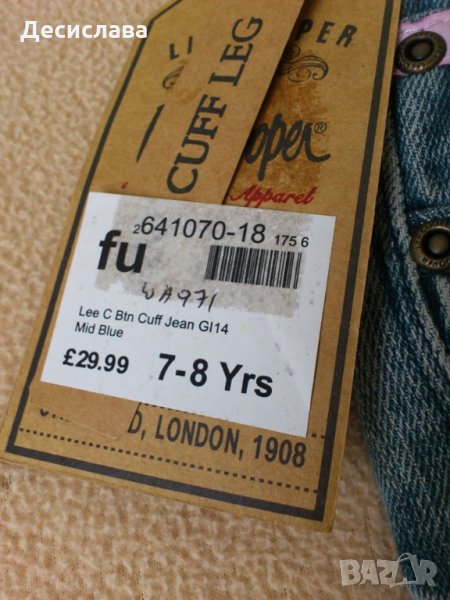 Десислава
PER
CUFF LEG
oper®
Apparel
2641070-18 175 6
fu
WA971
Lee C Btn Cuff Jean GI14
Mid Blue
£29.99 7-8 Yrs
D, LONDON, 1908
BAZAR